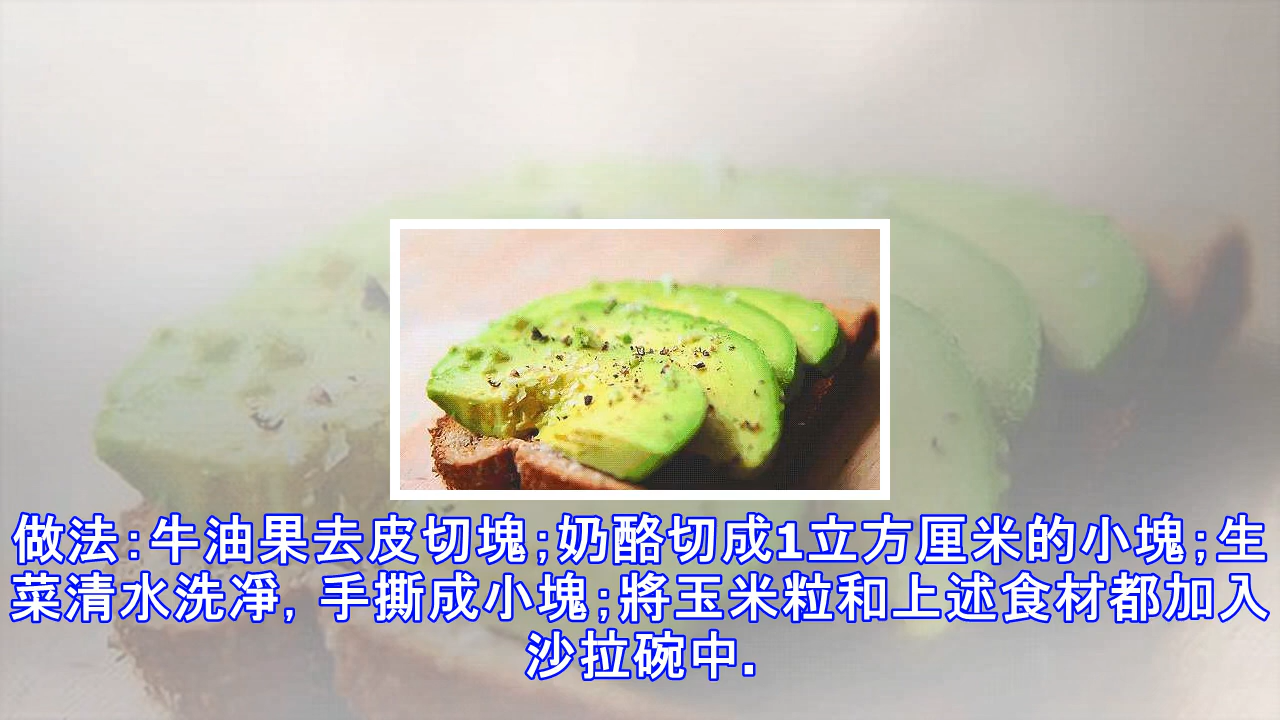 做法:牛油果去皮切塊;奶酪切成1立方厘米的小塊;生
菜清水洗凈, 手撕成小塊;將玉米粒和上述食材都加入
沙拉碗中.